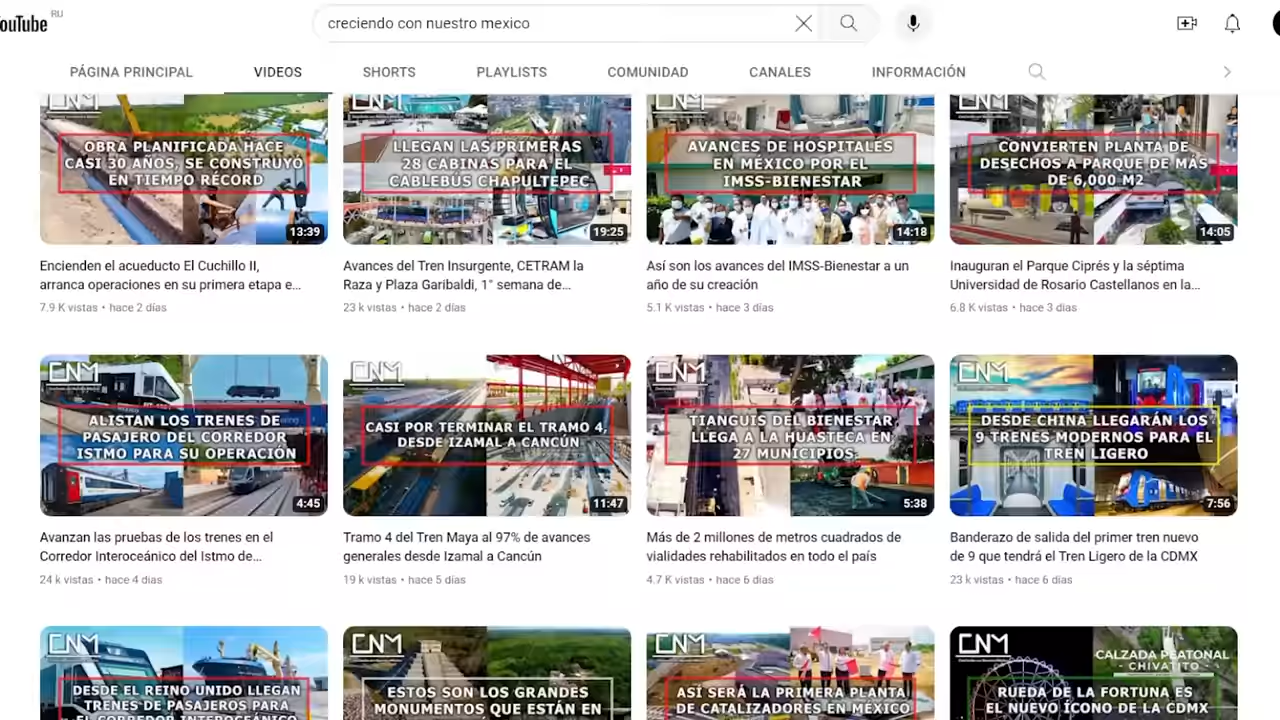 YouTube RU
creciendo con nuestro mexico
PÁGINA PRINCIPAL VIDEOS SHORTS PLAYLISTS COMUNIDAD CANALES INFORMACIÓN
CNM
OBRA PLANIFICADA HACE
CASI 30 AÑOS, SE CONSTRUYÓ
EN TIEMPO RÉCORD
13:39
Encienden el acueducto El Cuchillo II,
arranca operaciones en su primera etapa e...
7.9 K vistas • hace 2 días
CNM
LLEGAN LAS PRIMERAS
28 CABINAS PARA EL
CABLEBÚS CHAPULTEPEC
19:25
Avances del Tren Insurgente, CETRAM la
Raza y Plaza Garibaldi, 1° semana de...
23 k vistas • hace 2 días
CNM
AVANCES DE HOSPITALES
EN MÉXICO POR EL
IMSS-BIENESTAR
14:18
Así son los avances del IMSS-Bienestar a un
año de su creación
5.1 K vistas • hace 3 días
CNM
CONVIERTEN PLANTA DE
DESECHOS A PARQUE DE MÁS
DE 6,000 M2
14:05
Inauguran el Parque Ciprés y la séptima
Universidad de Rosario Castellanos en la...
6.8 K vistas • hace 3 días
CNM
ALISTAN LOS TRENES DE
PASAJERO DEL CORREDOR
ISTMO PARA SU OPERACIÓN
4:45
Avanzan las pruebas de los trenes en el
Corredor Interoceánico del Istmo de...
24 k vistas • hace 4 días
CNM
CASI POR TERMINAR EL TRAMO 4,
DESDE IZAMAL A CANCÚN
11:47
Tramo 4 del Tren Maya al 97% de avances
generales desde Izamal a Cancún
19 k vistas • hace 5 días
CNM
TIANGUIS DEL BIENESTAR
LLEGA A LA HUASTECA EN
27 MUNICIPIOS
5:38
Más de 2 millones de metros cuadrados de
vialidades rehabilitados en todo el país
4.7 K vistas • hace 6 días
CNM
DESDE CHINA LLEGARÁN LOS
9 TRENES MODERNOS PARA EL
TREN LIGERO
7:56
Banderazo de salida del primer tren nuevo
de 9 que tendrá el Tren Ligero de la CDMX
23 k vistas • hace 6 días
CNM
DESDE EL REINO UNIDO LLEGAN
TRENES DE PASAJEROS PARA
EL CORREDOR INTEROCEÁNICO
CNM
ESTOS SON LOS GRANDES
MONUMENTOS QUE ESTÁN EN
CNM
ASÍ SERÁ LA PRIMERA PLANTA
DE CATALIZADORES EN MÉXICO
CNM
CALZADA PEATONAL
- CHIVATITO -
RUEDA DE LA FORTUNA ES
EL NUEVO ÍCONO DE LA CDMX